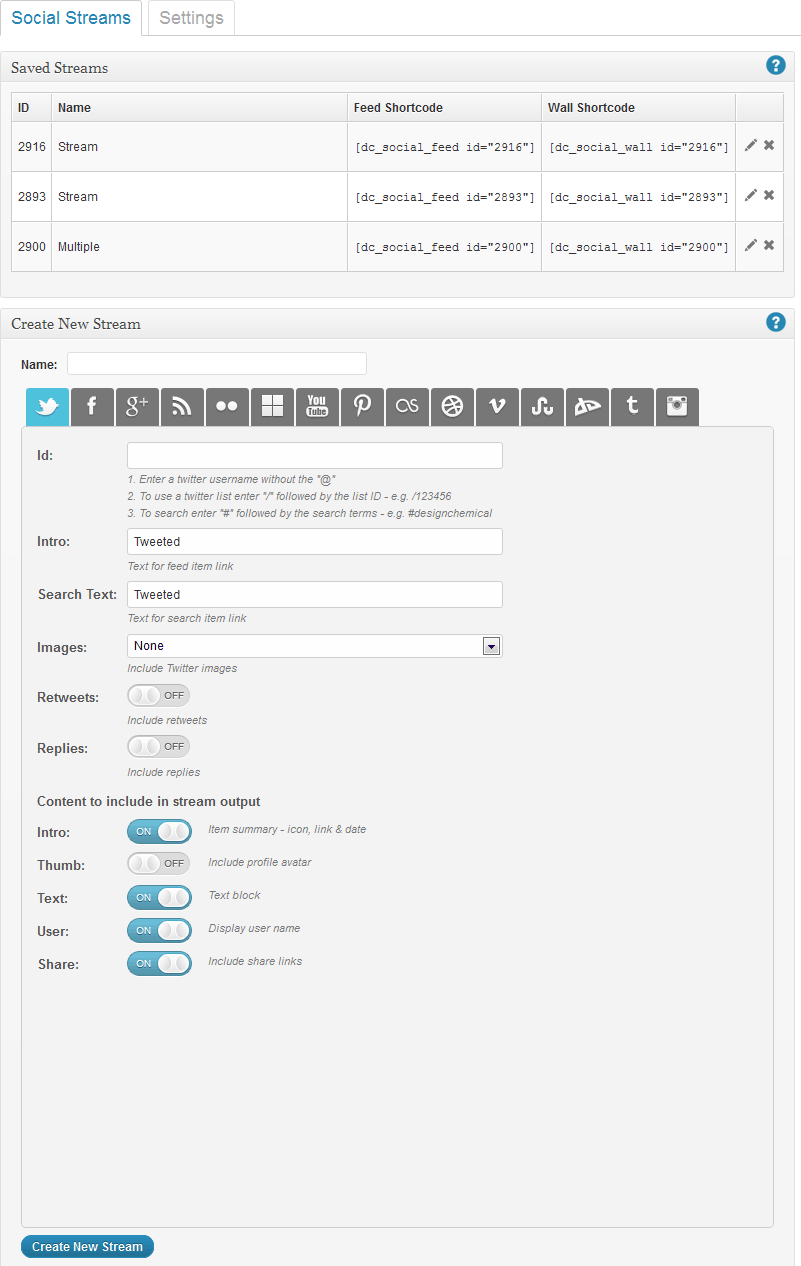 Social Streams Settings
Saved Streams ?
ID Name Feed Shortcode Wall Shortcode
2916 Stream [dc_social_feed id="2916"] [dc_social_wall id="2916"]
2893 Stream [dc_social_feed id="2893"] [dc_social_wall id="2893"]
2900 Multiple [dc_social_feed id="2900"] [dc_social_wall id="2900"]
Create New Stream ?
Name:
f g+ You Tube t
Id:
1. Enter a twitter username without the "@"
2. To use a twitter list enter "/" followed by the list ID - e.g. /123456
3. To search enter "#" followed by the search terms - e.g. #designchemical
Intro: Tweeted
Text for feed item link
Search Text: Tweeted
Text for search item link
Images: None
Include Twitter images
Retweets: OFF
Include retweets
Replies: OFF
Include replies
Content to include in stream output
Intro: ON Item summary - icon, link & date
Thumb: OFF Include profile avatar
Text: ON Text block
User: ON Display user name
Share: ON Include share links
Create New Stream